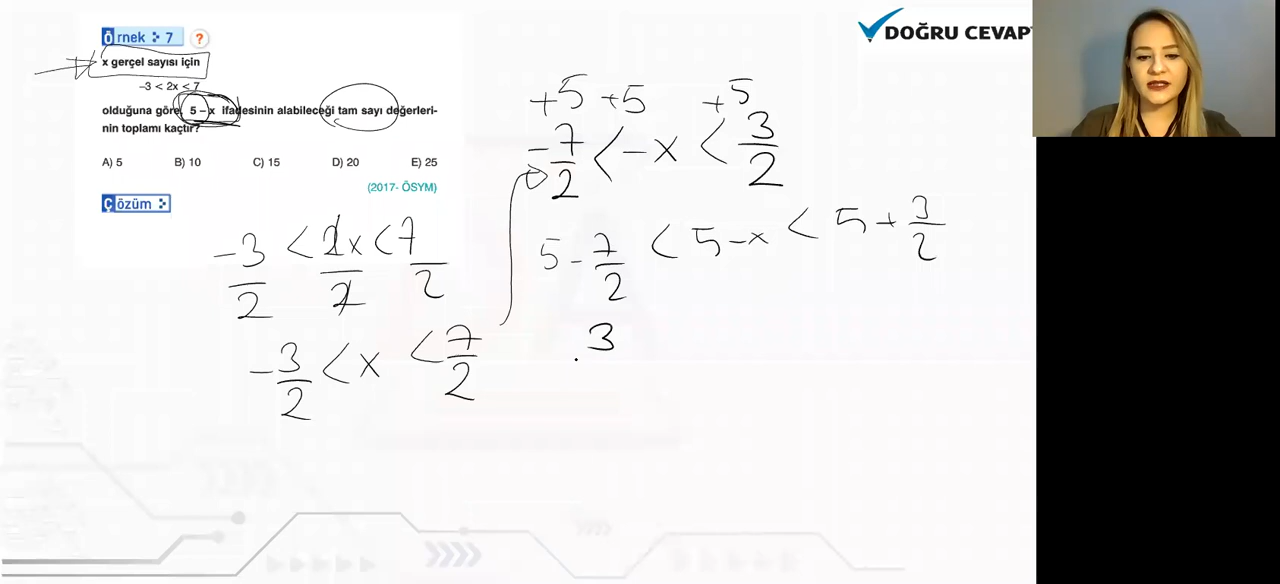 Örnek : 7 ?
x gerçel sayısı için
-3 < 2x < 7
olduğuna göre, 5 - x ifadesinin alabileceği tam sayı değerleri-
nin toplamı kaçtır?
A) 5 B) 10 C) 15 D) 20 E) 25
(2017- ÖSYM)
Çözüm :
-3/2 < 2x/2 < 7/2
-3/2 < x < 7/2
+5 +5 +5
-7/2 < -x < 3/2
5 - 7/2 < 5 - x < 5 + 3/2
. 3
DOĞRU CEVAP